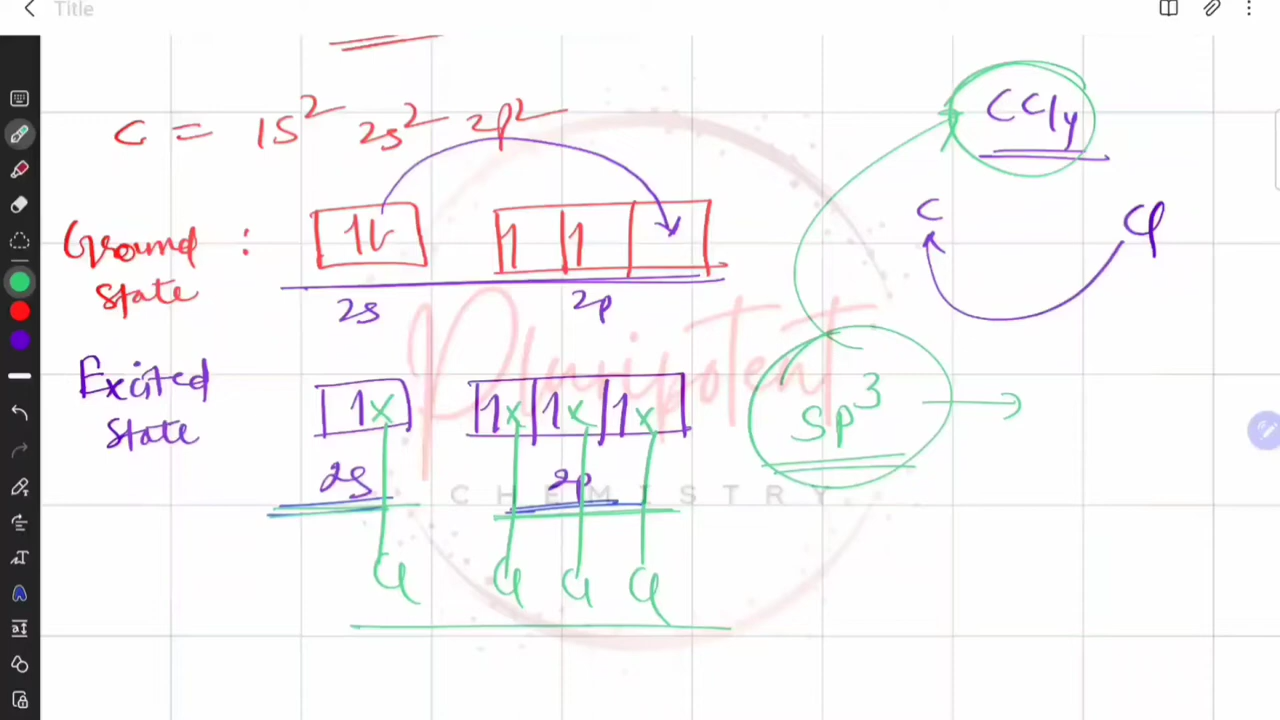 Title
C = 1s² 2s² 2p²
CCl₄
Ground state :
1↓ 1 1
2s 2p
C Cl
Excited state
1x 1x 1x 1x
2s 2p
sp³
Pluripotent
CHEMISTRY
Cl Cl Cl Cl